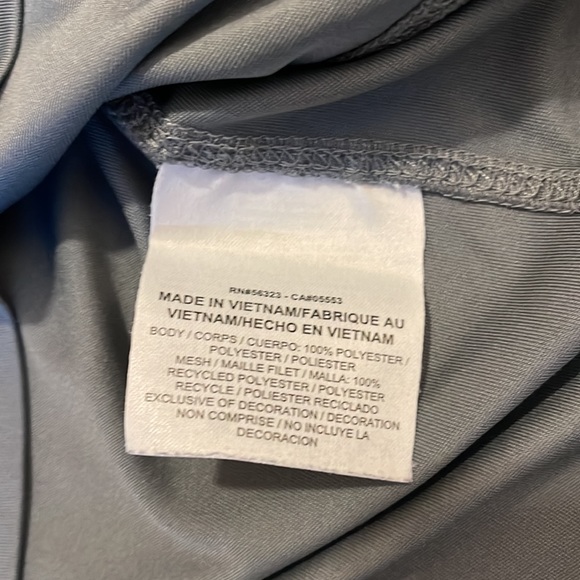 RN#56323 - CA#05553
MADE IN VIETNAM/FABRIQUE AU
VIETNAM/HECHO EN VIETNAM
BODY / CORPS / CUERPO: 100% POLYESTER /
POLYESTER / POLIESTER
MESH / MAILLE FILET / MALLA: 100%
RECYCLED POLYESTER / POLYESTER
RECYCLE / POLIESTER RECICLADO
EXCLUSIVE OF DECORATION / DECORATION
NON COMPRISE / NO INCLUYE LA
DECORACION